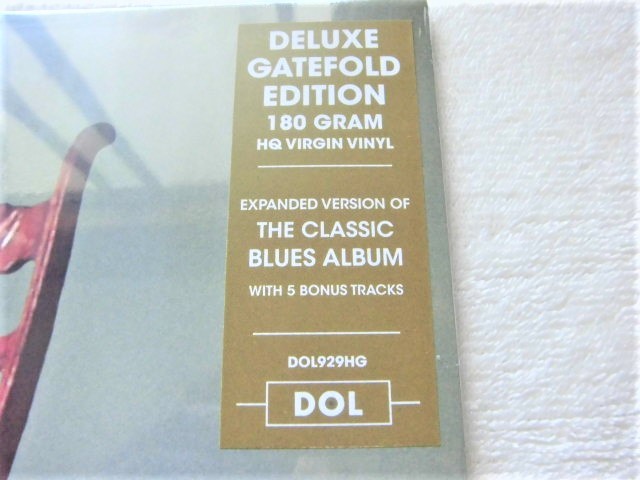 DELUXE
GATEFOLD
EDITION
180 GRAM
HQ VIRGIN VINYL
EXPANDED VERSION OF
THE CLASSIC
BLUES ALBUM
WITH 5 BONUS TRACKS
DOL929HG
DOL